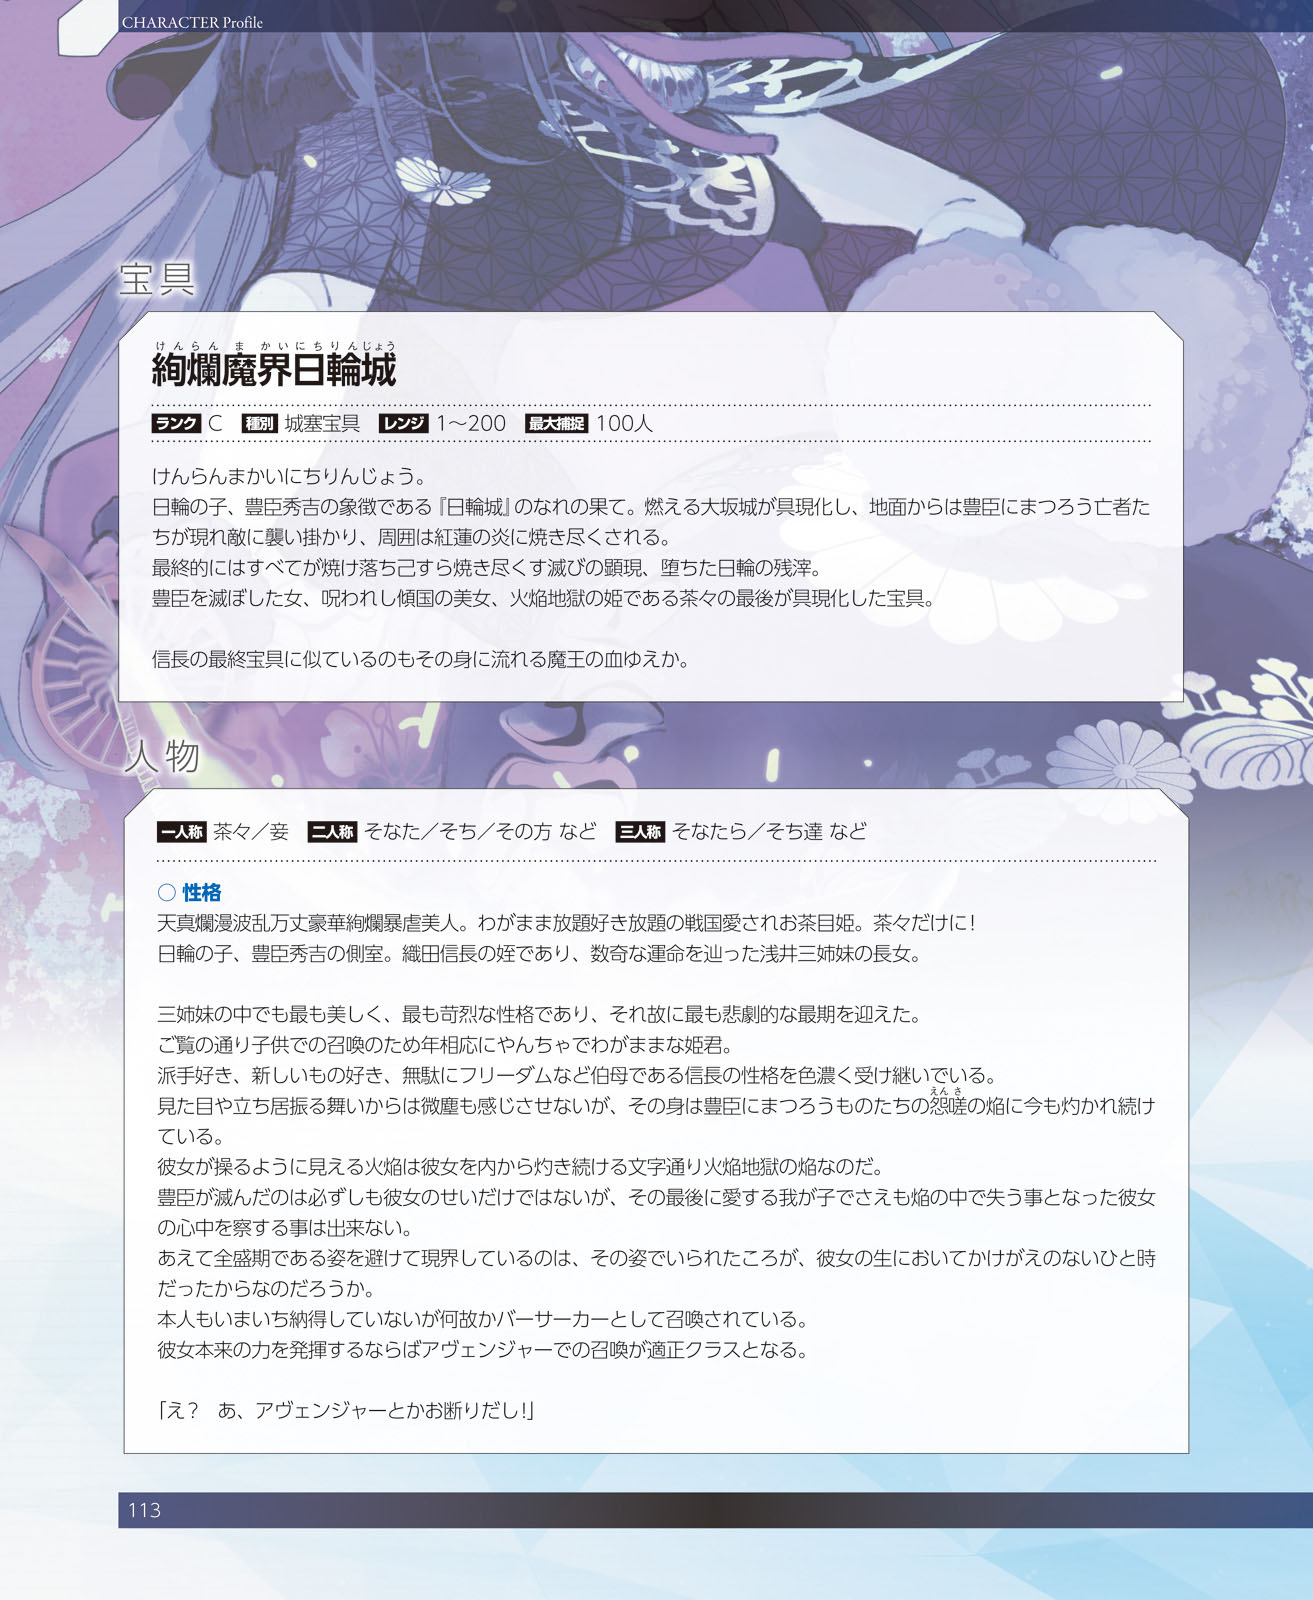 CHARACTER Profile
宝具
けんらんまかいにちりんじょう
絢爛魔界日輪城
ランク C 種別 城塞宝具 レンジ 1～200 最大捕捉 100人
けんらんまかいにちりんじょう。
日輪の子、豊臣秀吉の象徴である『日輪城』のなれの果て。燃える大坂城が具現化し、地面からは豊臣にまつろう亡者た
ちが現れ敵に襲い掛かり、周囲は紅蓮の炎に焼き尽くされる。
最終的にはすべてが焼け落ち己すら焼き尽くす滅びの顕現、堕ちた日輪の残滓。
豊臣を滅ぼした女、呪われし傾国の美女、火焔地獄の姫である茶々の最後が具現化した宝具。
信長の最終宝具に似ているのもその身に流れる魔王の血ゆえか。
人物
一人称 茶々／妾 二人称 そなた／そち／その方 など 三人称 そなたら／そち達 など
○ 性格
天真爛漫波乱万丈豪華絢爛暴虐美人。わがまま放題好き放題の戦国愛されお茶目姫。茶々だけに！
日輪の子、豊臣秀吉の側室。織田信長の姪であり、数奇な運命を辿った浅井三姉妹の長女。
三姉妹の中でも最も美しく、最も苛烈な性格であり、それ故に最も悲劇的な最期を迎えた。
ご覧の通り子供での召喚のため年相応にやんちゃでわがままな姫君。
派手好き、新しいもの好き、無駄にフリーダムなど伯母である信長の性格を色濃く受け継いでいる。
えんさ
見た目や立ち居振る舞いからは微塵も感じさせないが、その身は豊臣にまつろうものたちの怨嗟の焔に今も灼かれ続け
ている。
彼女が操るように見える火焔は彼女を内から灼き続ける文字通り火焔地獄の焔なのだ。
豊臣が滅んだのは必ずしも彼女のせいだけではないが、その最後に愛する我が子でさえも焔の中で失う事となった彼女
の心中を察する事は出来ない。
あえて全盛期である姿を避けて現界しているのは、その姿でいられたころが、彼女の生においてかけがえのないひと時
だったからなのだろうか。
本人もいまいち納得していないが何故かバーサーカーとして召喚されている。
彼女本来の力を発揮するならばアヴェンジャーでの召喚が適正クラスとなる。
「え？　あ、アヴェンジャーとかお断りだし！」
113